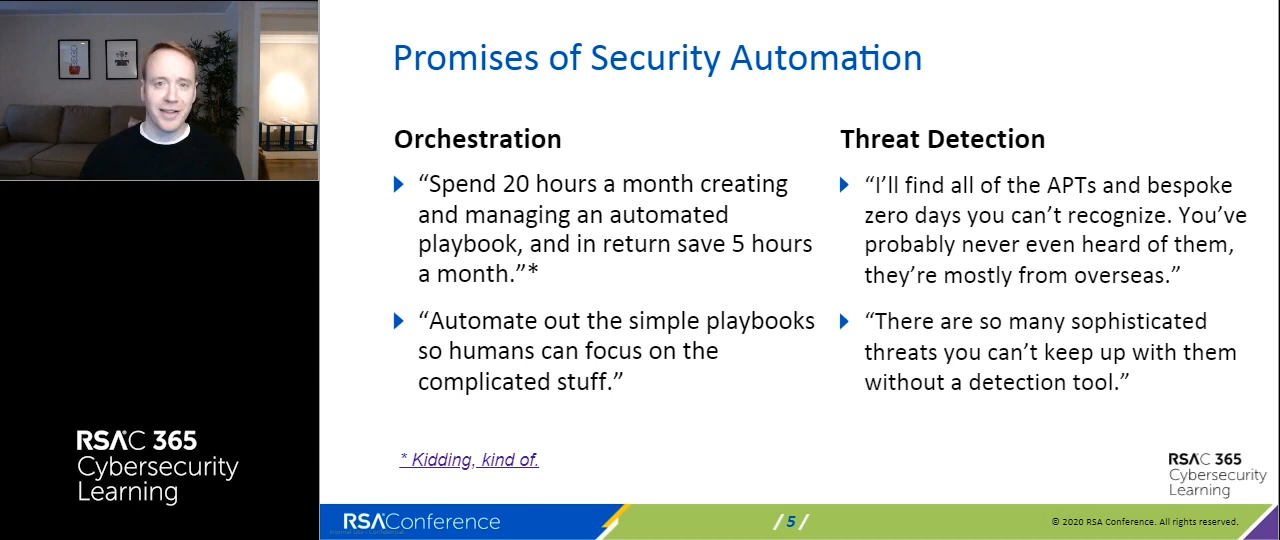 Promises of Security Automation
Orchestration
“Spend 20 hours a month creating
and managing an automated
playbook, and in return save 5 hours
a month.”*
“Automate out the simple playbooks
so humans can focus on the
complicated stuff.”
* Kidding, kind of.
Threat Detection
“I’ll find all of the APTs and bespoke
zero days you can’t recognize. You’ve
probably never even heard of them,
they’re mostly from overseas.”
“There are so many sophisticated
threats you can’t keep up with them
without a detection tool.”
RSAC 365
Cybersecurity
Learning
RSAC 365
Cybersecurity
Learning
RSAConference
/ 5 /
© 2020 RSA Conference. All rights reserved.